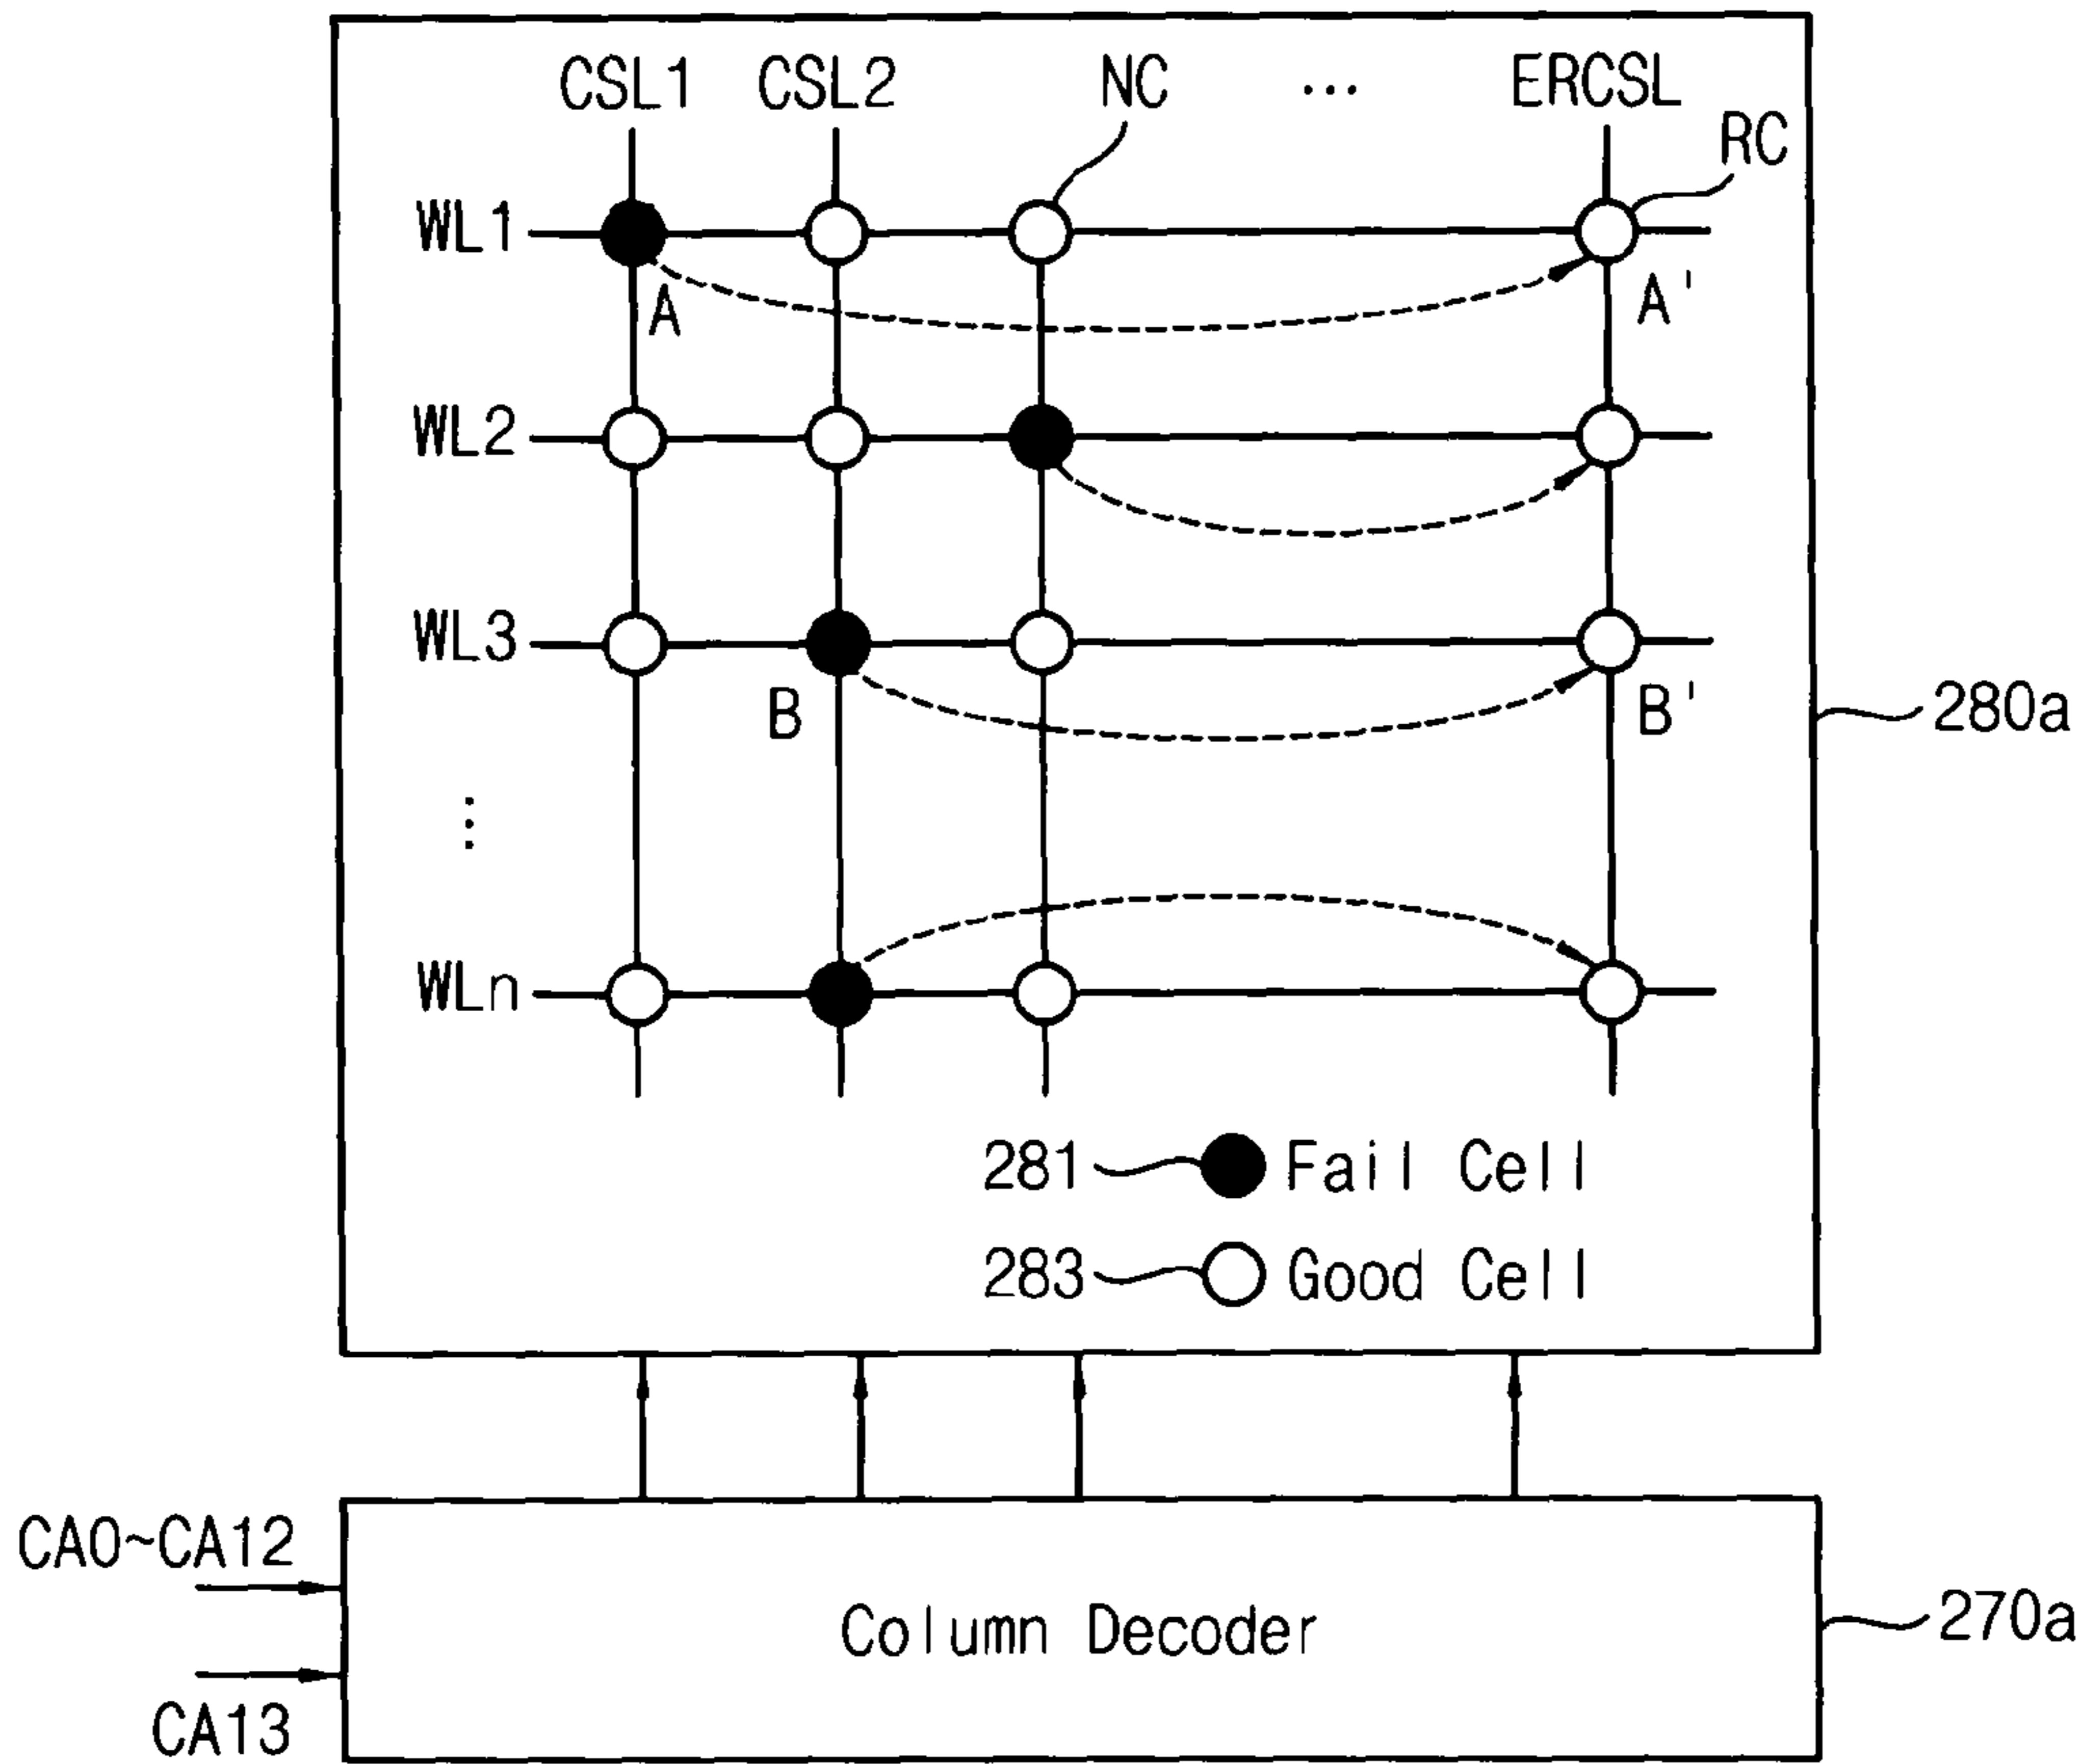 CSL1 CSL2 NC ... ERCSL
RC
WL1
A A'
WL2
WL3
B B'
280a
⋮
WLn
281 Fail Cell
283 Good Cell
CA0~CA12
Column Decoder
270a
CA13